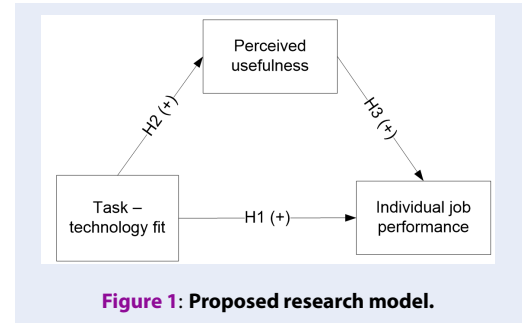 Perceived
usefulness
H2 (+)
H3 (+)
Task –
technology fit
H1 (+)
Individual job
performance
Figure 1: Proposed research model.